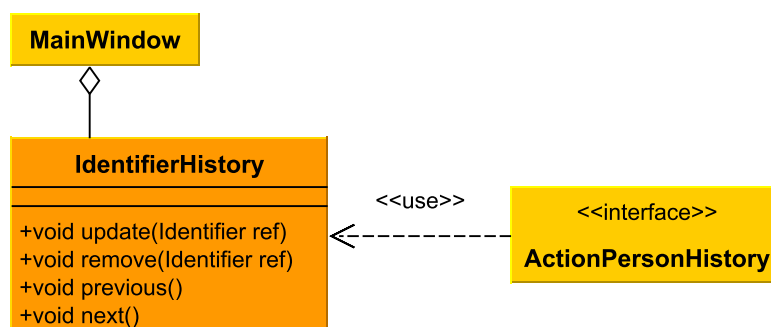 MainWindow
IdentifierHistory
+void update(Identifier ref)
+void remove(Identifier ref)
+void previous()
+void next()
<<use>>
<<interface>>
ActionPersonHistory